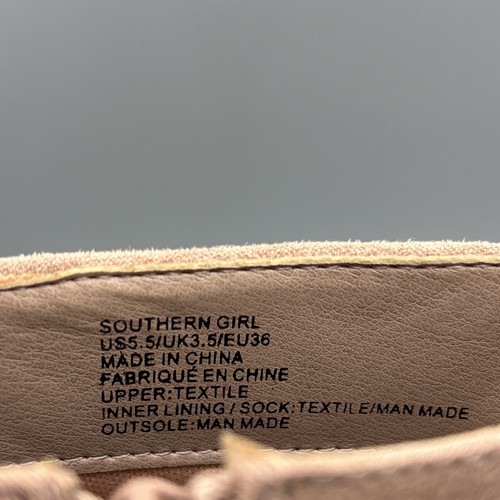 SOUTHERN GIRL
US5.5/UK3.5/EU36
MADE IN CHINA
FABRIQUÉ EN CHINE
UPPER:TEXTILE
INNER LINING / SOCK:TEXTILE/MAN MADE
OUTSOLE:MAN MADE